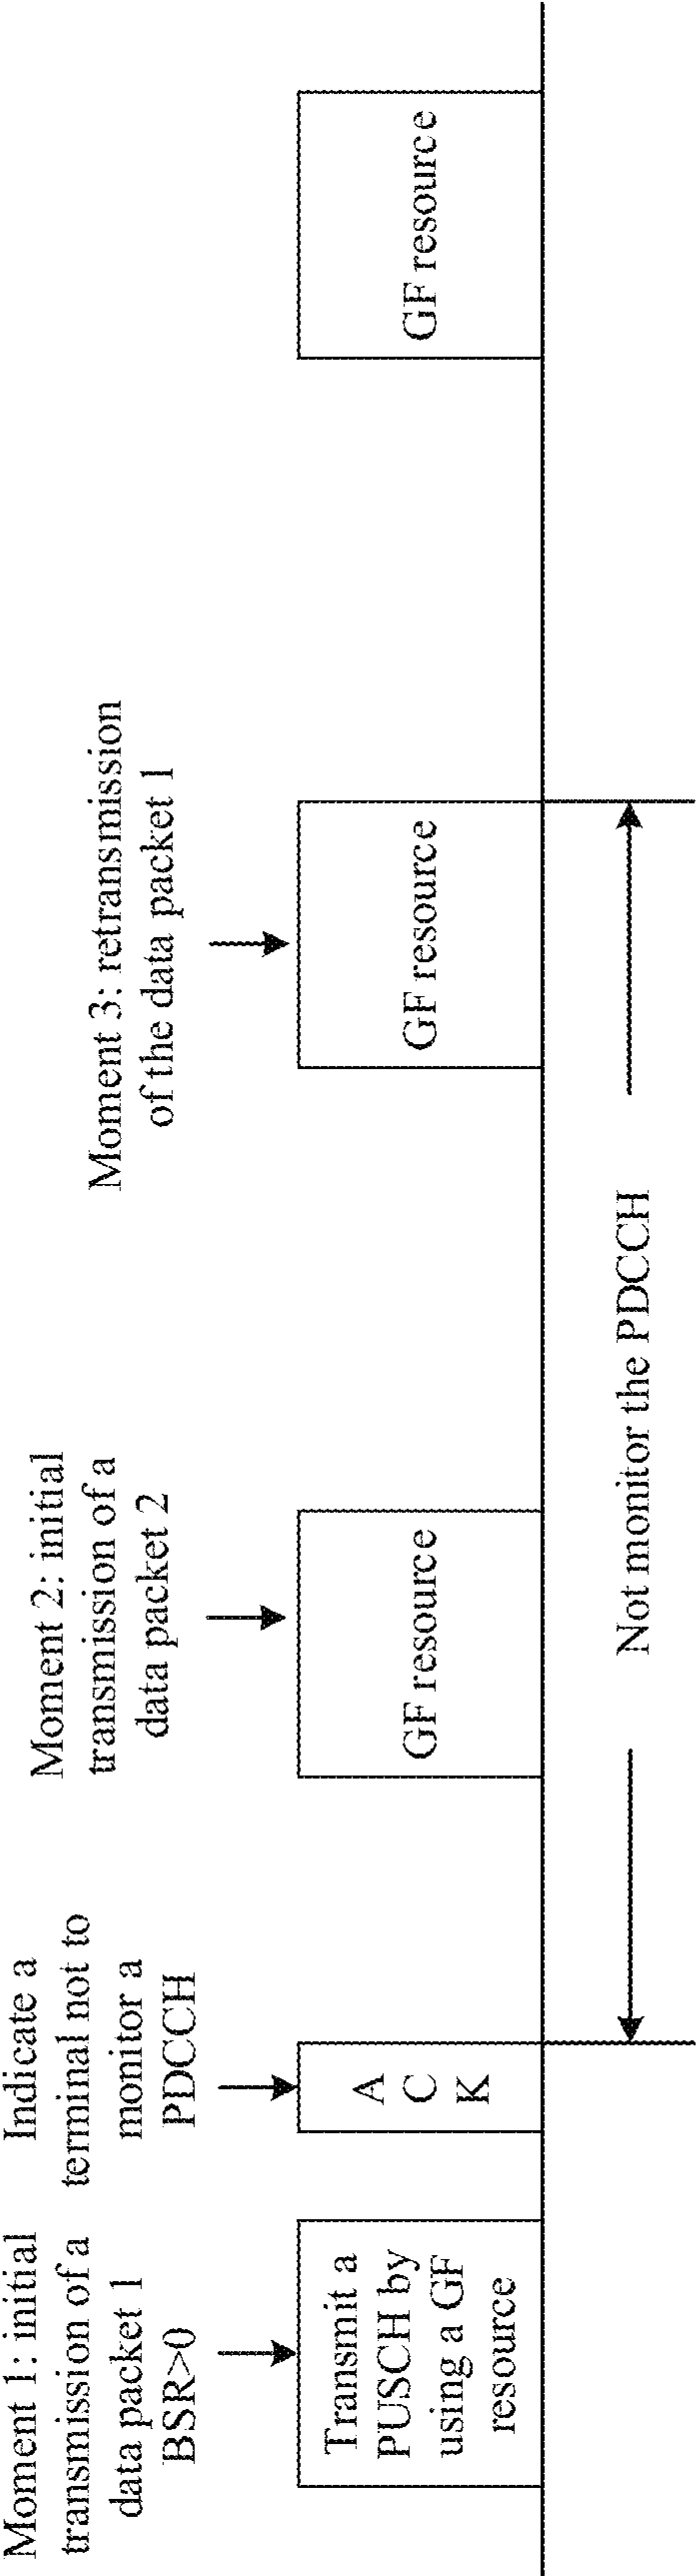 Moment 1: initial
transmission of a
data packet 1
BSR>0
Indicate a
terminal not to
monitor a
PDCCH
Moment 2: initial
transmission of a
data packet 2
Moment 3: retransmission
of the data packet 1
Transmit a
PUSCH by
using a GF
resource
A
C
K
GF resource
GF resource
GF resource
Not monitor the PDCCH